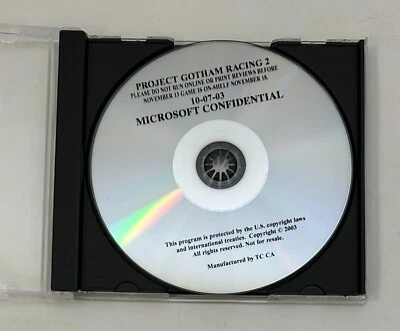 PROJECT GOTHAM RACING 2
PLEASE DO NOT RUN ONLINE OR PRINT REVIEWS BEFORE
NOVEMBER 13 GAME IS ON-SHELF NOVEMBER 18.
10-07-03
MICROSOFT CONFIDENTIAL
This program is protected by the U.S. copyright laws
and international treaties. Copyright © 2003
All rights reserved. Not for resale.
Manufactured by TC CA